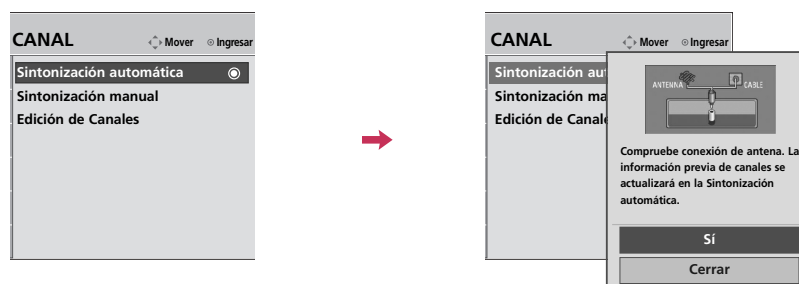 CANAL
Mover
Ingresar
Sintonización automática
Sintonización manual
Edición de Canales
CANAL
Mover
Ingresar
Sintonización aut
Sintonización ma
Edición de Canale
ANTENNA
CABLE
Compruebe conexión de antena. La
información previa de canales se
actualizará en la Sintonización
automática.
Sí
Cerrar